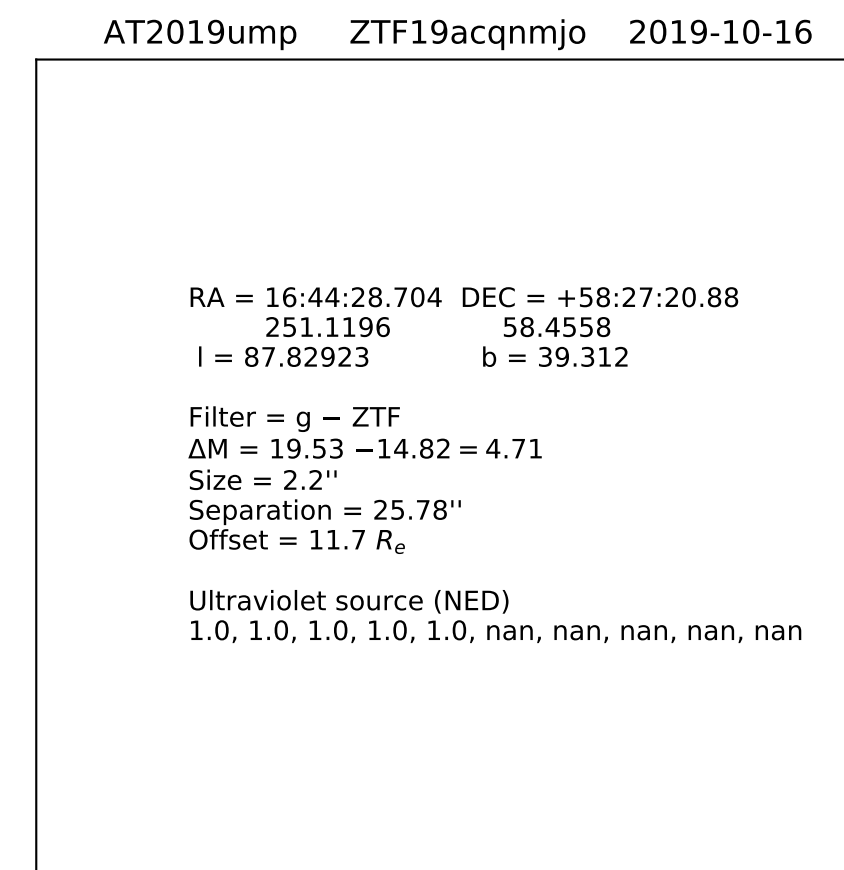 AT2019ump ZTF19acqnmjo 2019-10-16
RA = 16:44:28.704 DEC = +58:27:20.88
251.1196 58.4558
l = 87.82923 b = 39.312
Filter = g − ZTF
ΔM = 19.53 −14.82 = 4.71
Size = 2.2''
Separation = 25.78''
Offset = 11.7 Rₑ
Ultraviolet source (NED)
1.0, 1.0, 1.0, 1.0, 1.0, nan, nan, nan, nan, nan